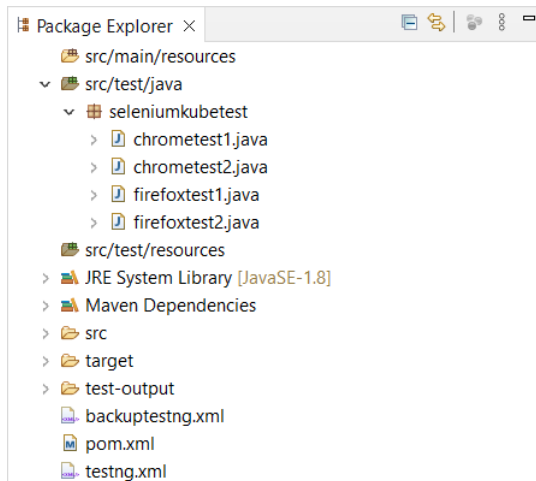 Package Explorer
src/main/resources
src/test/java
seleniumkubetest
chrometest1.java
chrometest2.java
firefoxtest1.java
firefoxtest2.java
src/test/resources
JRE System Library [JavaSE-1.8]
Maven Dependencies
src
target
test-output
backuptestng.xml
pom.xml
testng.xml